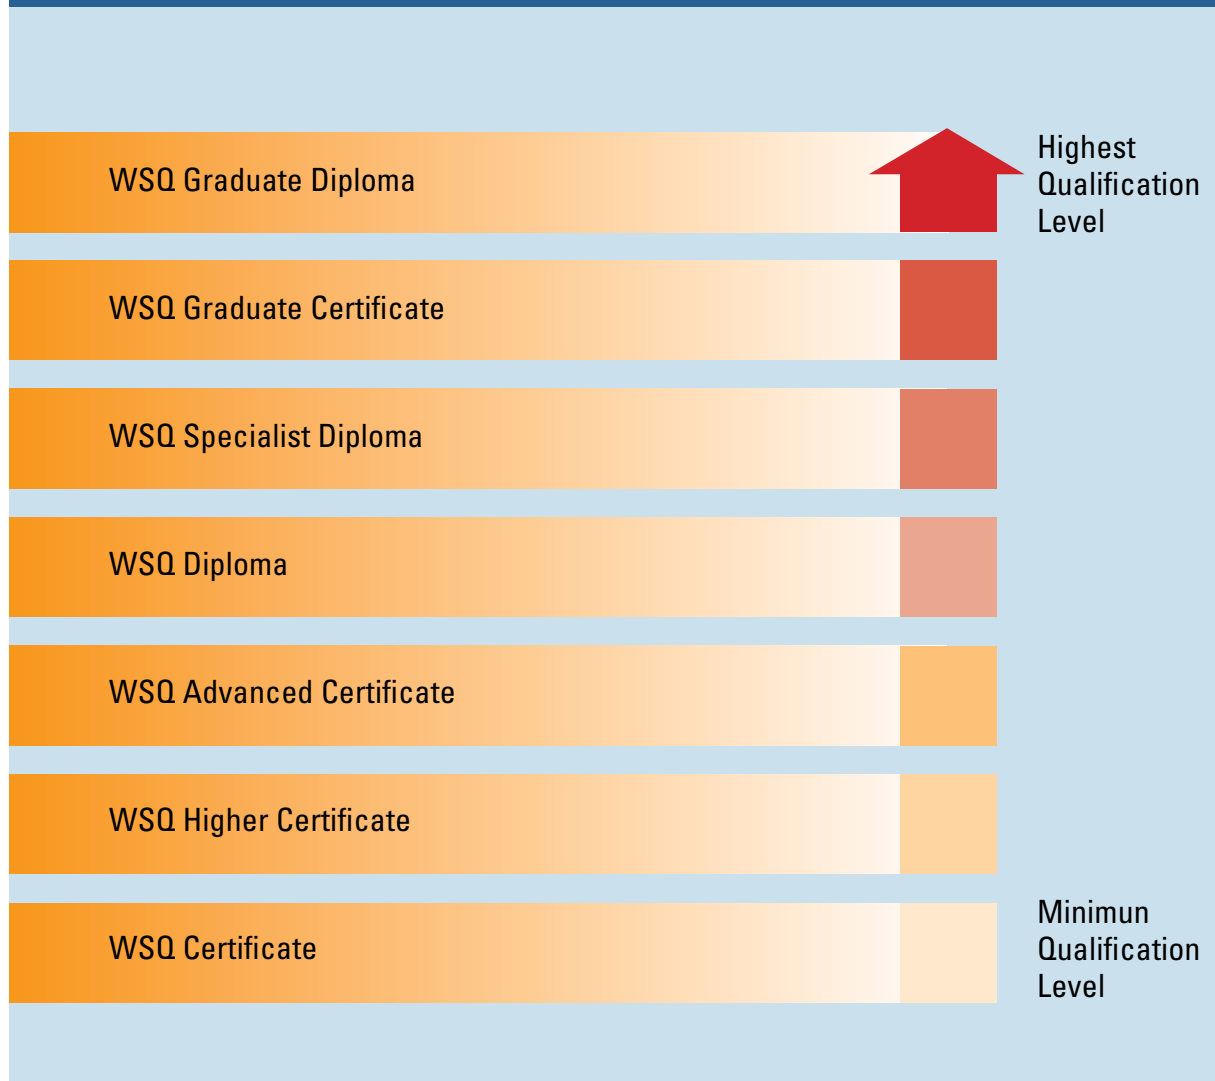 WSQ Graduate Diploma
Highest
Qualification
Level
WSQ Graduate Certificate
WSQ Specialist Diploma
WSQ Diploma
WSQ Advanced Certificate
WSQ Higher Certificate
WSQ Certificate
Minimun
Qualification
Level